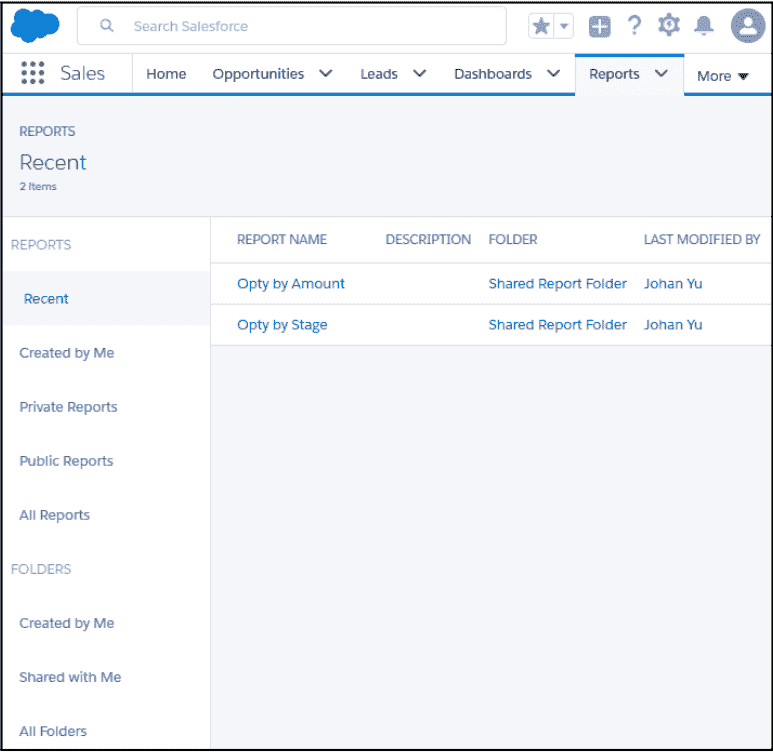 Search Salesforce
Sales Home Opportunities Leads Dashboards Reports More
REPORTS
Recent
2 Items
REPORTS
Recent
Created by Me
Private Reports
Public Reports
All Reports
FOLDERS
Created by Me
Shared with Me
All Folders
REPORT NAME DESCRIPTION FOLDER LAST MODIFIED BY
Opty by Amount Shared Report Folder Johan Yu
Opty by Stage Shared Report Folder Johan Yu